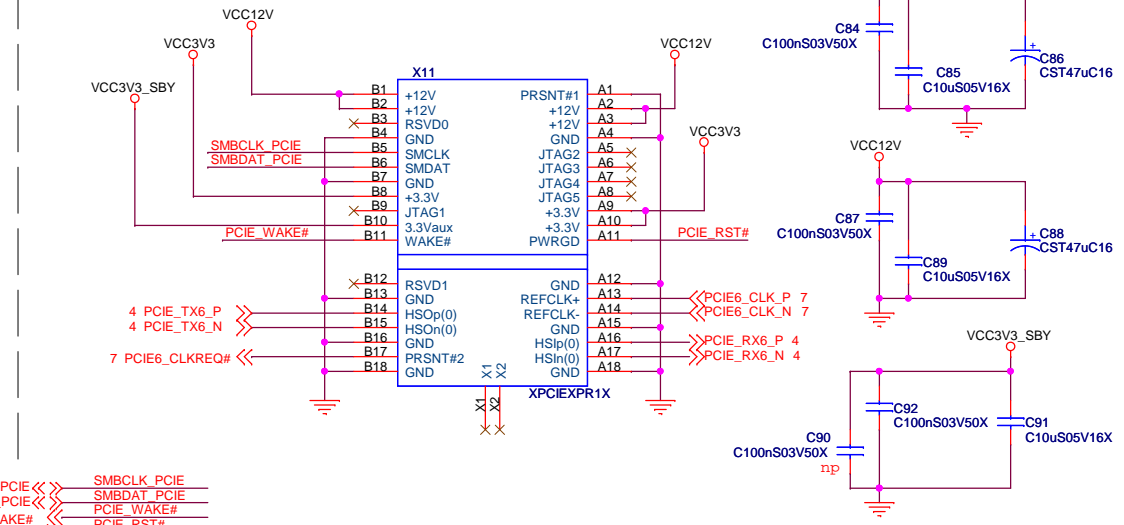 VCC12V
VCC3V3
VCC3V3_SBY
X11
B1 +12V
B2 +12V
B3 RSVD0
B4 GND
SMBCLK_PCIE B5 SMCLK
SMBDAT_PCIE B6 SMDAT
B7 GND
B8 +3.3V
B9 JTAG1
B10 3.3Vaux
PCIE_WAKE# B11 WAKE#
B12 RSVD1
B13 GND
4 PCIE_TX6_P B14 HSOp(0)
4 PCIE_TX6_N B15 HSOn(0)
B16 GND
7 PCIE6_CLKREQ# B17 PRSNT#2
B18 GND
VCC12V
VCC3V3
PRSNT#1 A1
+12V A2
+12V A3
GND A4
JTAG2 A5
JTAG3 A6
JTAG4 A7
JTAG5 A8
+3.3V A9
+3.3V A10
PWRGD A11 PCIE_RST#
GND A12
REFCLK+ A13 PCIE6_CLK_P 7
REFCLK- A14 PCIE6_CLK_N 7
GND A15
HSIp(0) A16 PCIE_RX6_P 4
HSIn(0) A17 PCIE_RX6_N 4
GND A18
X1 X2
X1 X2
XPCIEXPR1X
C84
C100nS03V50X
C85
C10uS05V16X
+
C86
CST47uC16
VCC12V
C87
C100nS03V50X
C89
C10uS05V16X
+
C88
CST47uC16
VCC3V3_SBY
C92
C100nS03V50X
C91
C10uS05V16X
C90
C100nS03V50X
np
PCIE SMBCLK_PCIE
_PCIE SMBDAT_PCIE
AKE# PCIE_WAKE#
PCIE_RST#